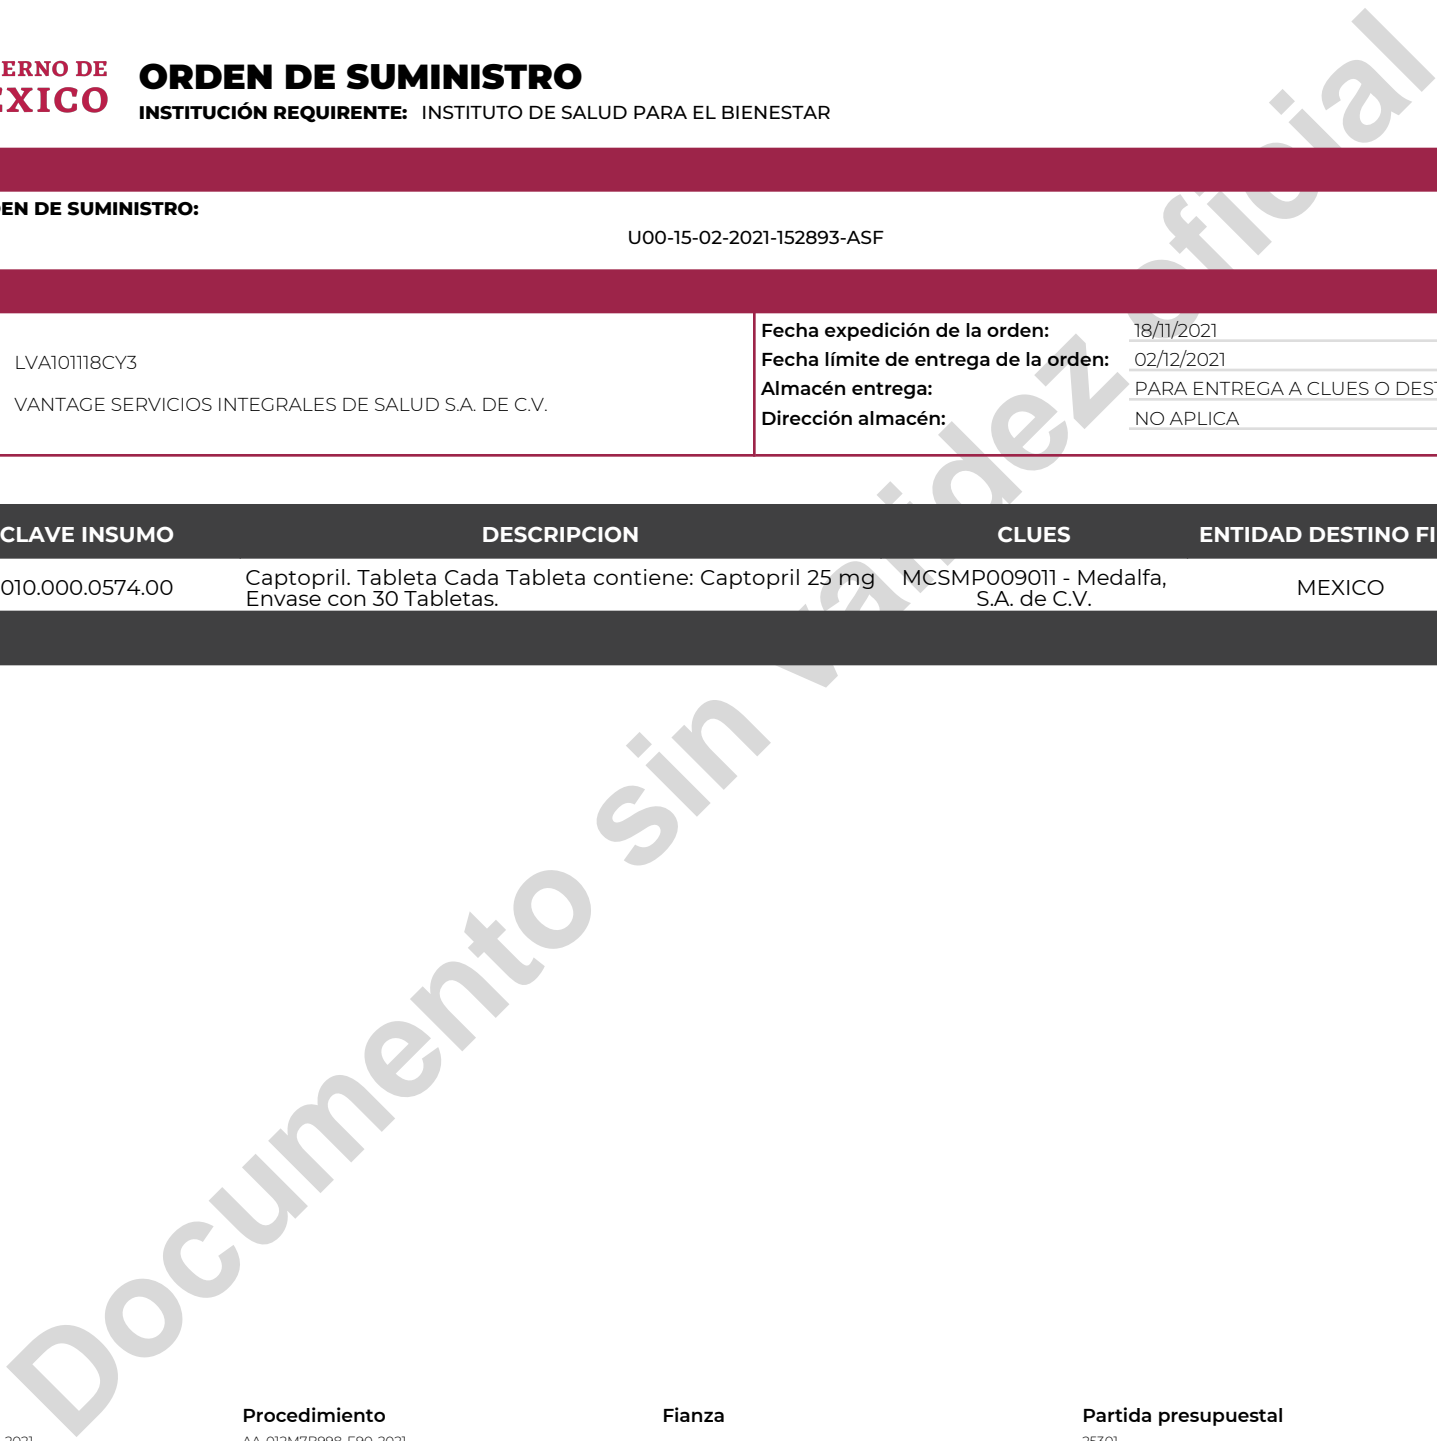 ERNO DE
XICO
ORDEN DE SUMINISTRO
INSTITUCIÓN REQUIRENTE: INSTITUTO DE SALUD PARA EL BIENESTAR
EN DE SUMINISTRO:
U00-15-02-2021-152893-ASF
LVA101118CY3
VANTAGE SERVICIOS INTEGRALES DE SALUD S.A. DE C.V.
Fecha expedición de la orden: 18/11/2021
Fecha límite de entrega de la orden: 02/12/2021
Almacén entrega: PARA ENTREGA A CLUES O DEST
Dirección almacén: NO APLICA
CLAVE INSUMO DESCRIPCION CLUES ENTIDAD DESTINO FI
010.000.0574.00 Captopril. Tableta Cada Tableta contiene: Captopril 25 mg MCSMP009011 - Medalfa, MEXICO
Envase con 30 Tabletas. S.A. de C.V.
Documento sin validez oficial
Procedimiento Fianza Partida presupuestal